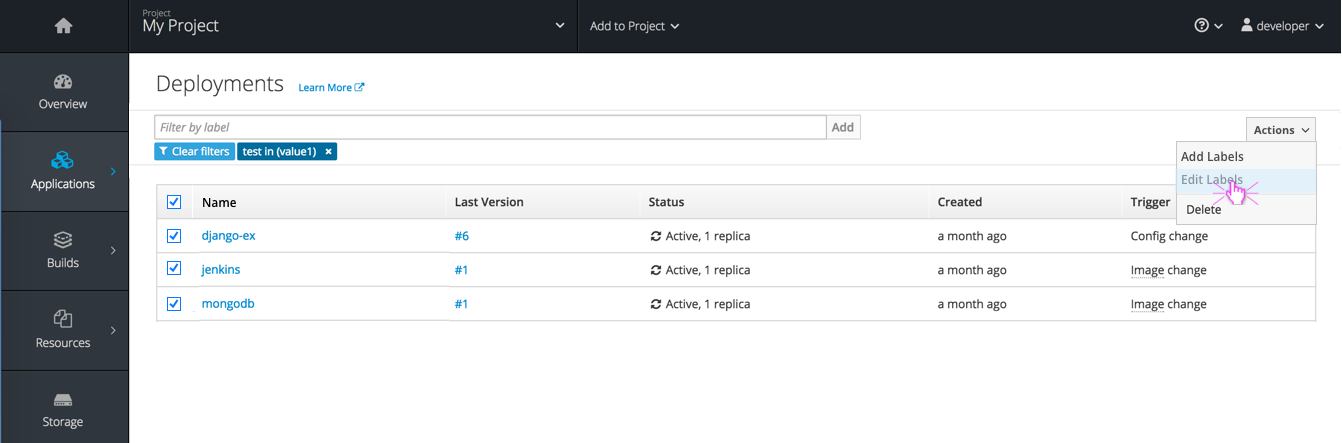 Project
My Project
Add to Project
developer
Overview
Applications
Builds
Resources
Storage
Deployments Learn More
Filter by label Add
Clear filters test in (value1) ×
Actions
Add Labels
Edit Labels
Delete
Name Last Version Status Created Trigger
django-ex #6 Active, 1 replica a month ago Config change
jenkins #1 Active, 1 replica a month ago Image change
mongodb #1 Active, 1 replica a month ago Image change